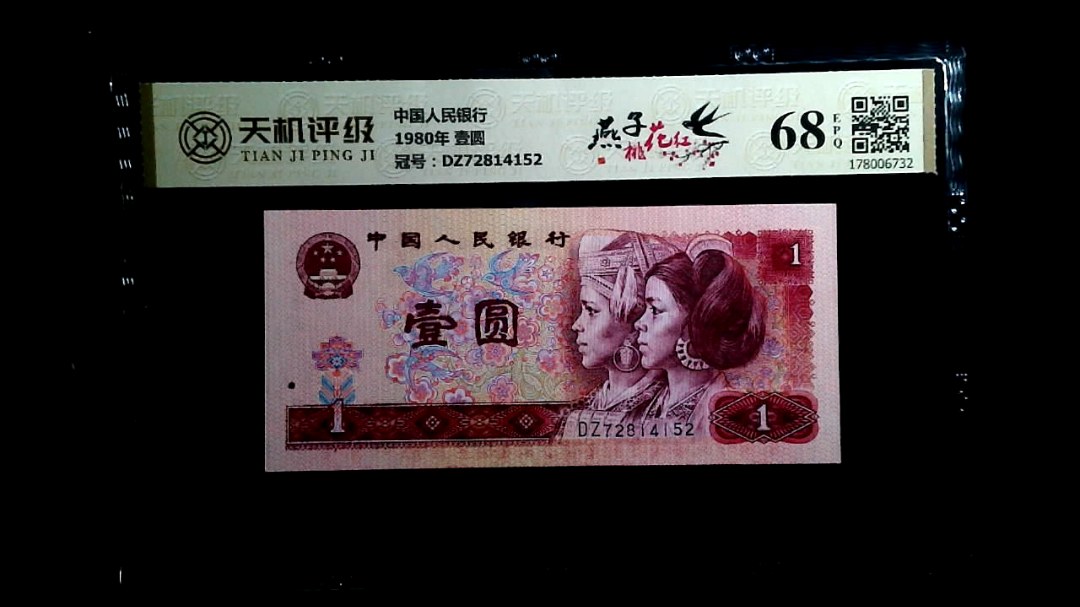 天机评级
TIAN JI PING JI
中国人民银行
1980年 壹圆
冠号：DZ72814152
燕子
桃花红
68
EPQ
178006732
中国人民银行
1
壹圆
1
DZ72814152
1